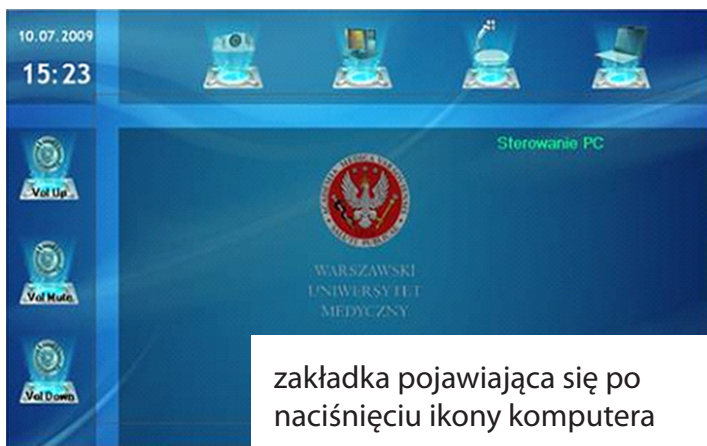 10.07.2009
15:23
Sterowanie PC
Vol Up
WARSZAWSKI
UNIWERSYTET
MEDYCZNY
Vol Mute
Vol Down
zakładka pojawiająca się po
naciśnięciu ikony komputera